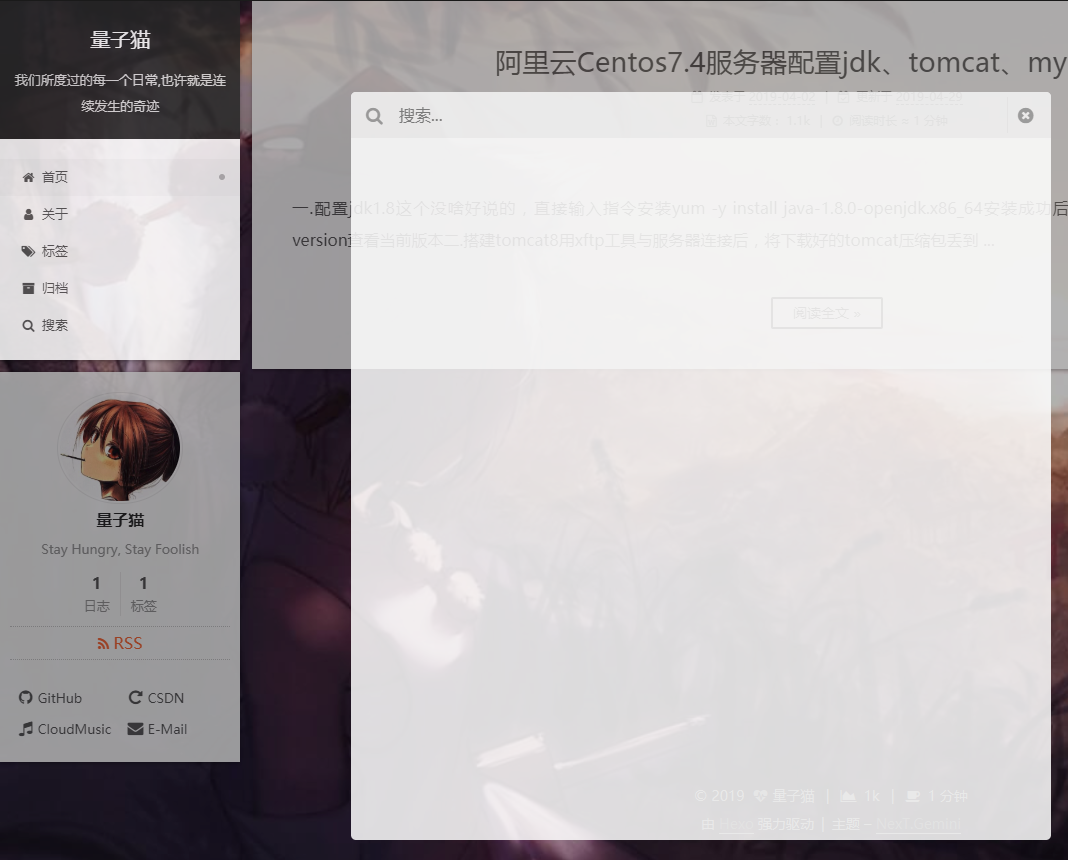 量子猫
我们所度过的每一个日常,也许就是连
续发生的奇迹
首页
关于
标签
归档
搜索
量子猫
Stay Hungry, Stay Foolish
1 1
日志 标签
RSS
GitHub CSDN
CloudMusic E-Mail
阿里云Centos7.4服务器配置jdk、tomcat、my
发表于 2019-04-03 | 更新于 2019-04-29
本文字数： 1.1k | 阅读时长 ≈ 1 分钟
搜索...
一.配置jdk1.8这个没啥好说的，直接输入指令安装yum -y install java-1.8.0-openjdk.x86_64安装成功后
version查看当前版本二.搭建tomcat8用xftp工具与服务器连接后，将下载好的tomcat压缩包丢到 ...
阅读全文 »
© 2019 量子猫 | 1k | 1 分钟
由 Hexo 强力驱动 | 主题 – NexT.Gemini